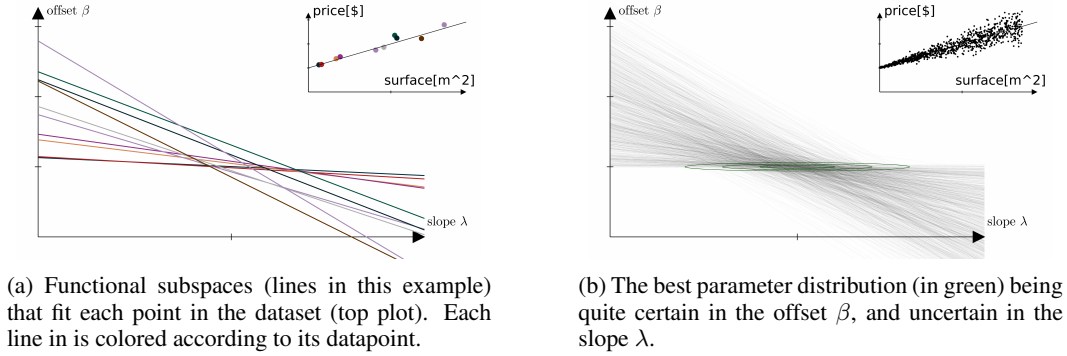 offset β
price[$]
surface[m^2]
slope λ
(a) Functional subspaces (lines in this example)
that fit each point in the dataset (top plot). Each
line in is colored according to its datapoint.
offset β
price[$]
surface[m^2]
slope λ
(b) The best parameter distribution (in green) being
quite certain in the offset β, and uncertain in the
slope λ.